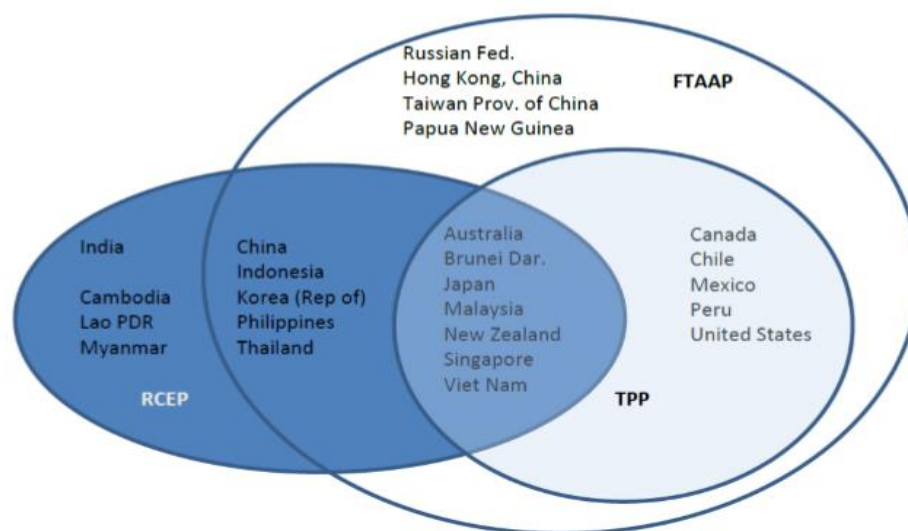 Russian Fed.
Hong Kong, China
FTAAP
Taiwan Prov. of China
Papua New Guinea
India
Cambodia
Lao PDR
Myanmar
RCEP
China
Indonesia
Korea (Rep of)
Philippines
Thailand
Australia
Brunei Dar.
Japan
Malaysia
New Zealand
Singapore
Viet Nam
Canada
Chile
Mexico
Peru
United States
TPP